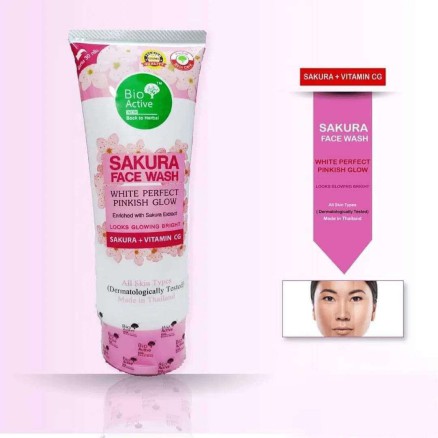 Bio
Active
Back to Herbal
SAKURA
FACE WASH
WHITE PERFECT
PINKISH GLOW
Enriched with Sakura Extract
LOOKS GLOWING BRIGHT
SAKURA + VITAMIN CG
All Skin Types
(Dermatologically Tested)
Made in Thailand
Bio
Active
SAKURA + VITAMIN CG
SAKURA
FACE WASH
WHITE PERFECT
PINKISH GLOW
LOOKS GLOWING BRIGHT
All Skin Types
( Dermatologically Tested)
Made in Thailand